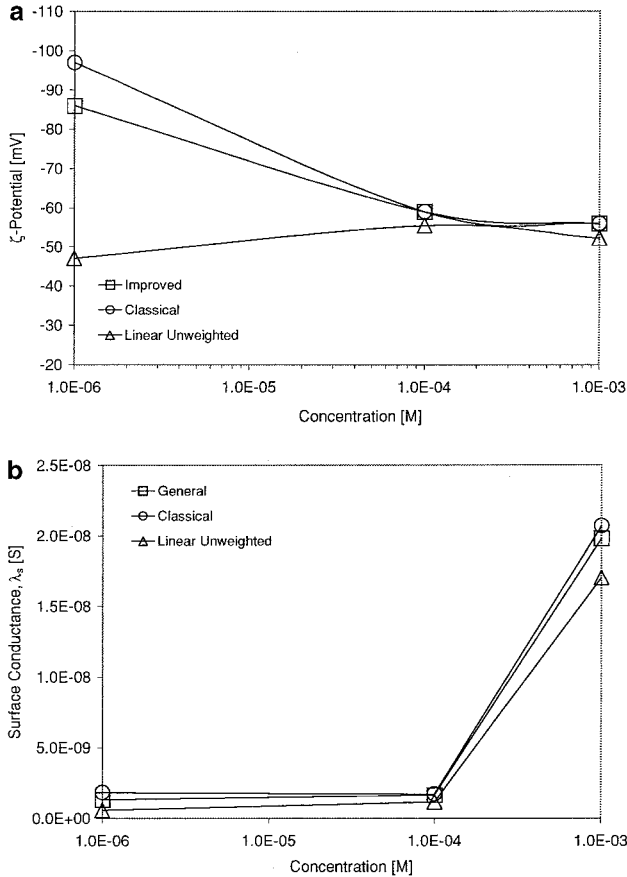 a
-110
-100
-90
-80
-70
-60
-50
-40
-30
-20
ζ-Potential [mV]
Improved
Classical
Linear Unweighted
1.0E-06 1.0E-05 1.0E-04 1.0E-03
Concentration [M]
b
2.5E-08
2.0E-08
1.5E-08
1.0E-08
5.0E-09
0.0E+00
Surface Conductance, λs [S]
General
Classical
Linear Unweighted
1.0E-06 1.0E-05 1.0E-04 1.0E-03
Concentration [M]